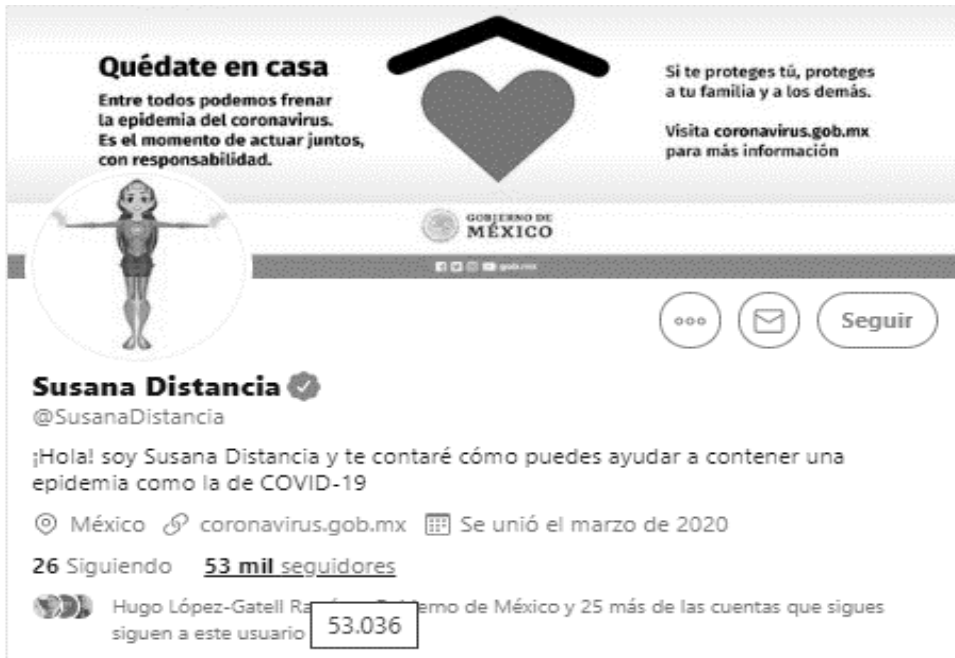 Quédate en casa
Entre todos podemos frenar
la epidemia del coronavirus.
Es el momento de actuar juntos,
con responsabilidad.
Si te proteges tú, proteges
a tu familia y a los demás.
Visita coronavirus.gob.mx
para más información
GOBIERNO DE
MÉXICO
gob.mx
Seguir
Susana Distancia
@SusanaDistancia
¡Hola! soy Susana Distancia y te contaré cómo puedes ayudar a contener una
epidemia como la de COVID-19
México coronavirus.gob.mx Se unió el marzo de 2020
26 Siguiendo 53 mil seguidores
Hugo López-Gatell de México y 25 más de las cuentas que sigues
siguen a este usuario
53.036